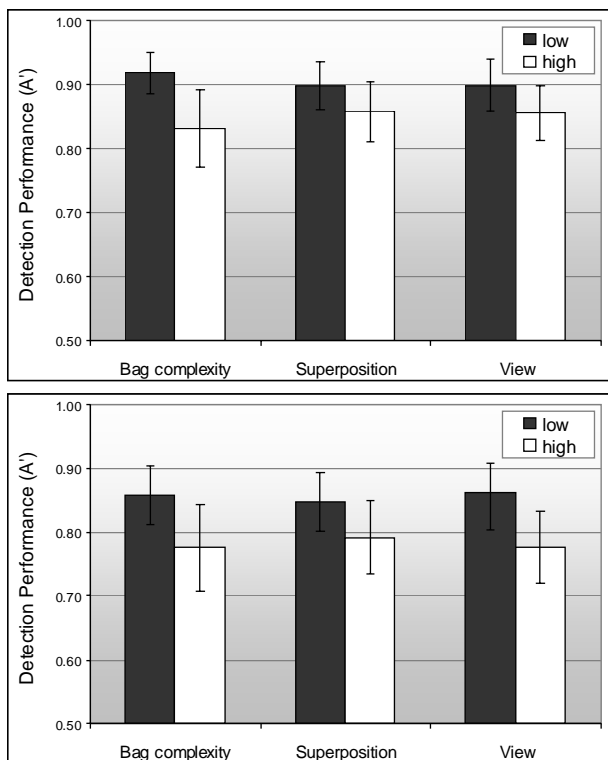 Detection Performance (A')
1.00
0.90
0.80
0.70
0.60
0.50
low
high
Bag complexity Superposition View
Detection Performance (A')
1.00
0.90
0.80
0.70
0.60
0.50
low
high
Bag complexity Superposition View